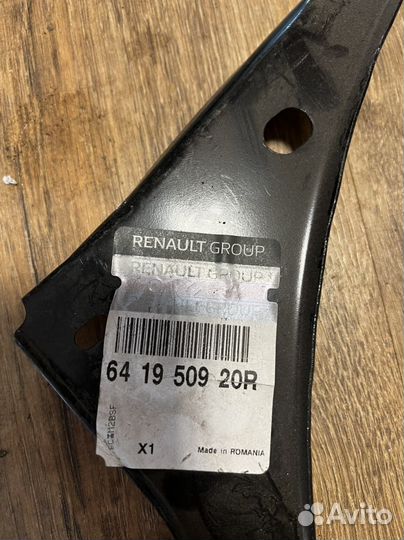 RENAULT GROUP
RENAULT GROUP
64 19 509 20R
X1
Made in ROMANIA
Avito